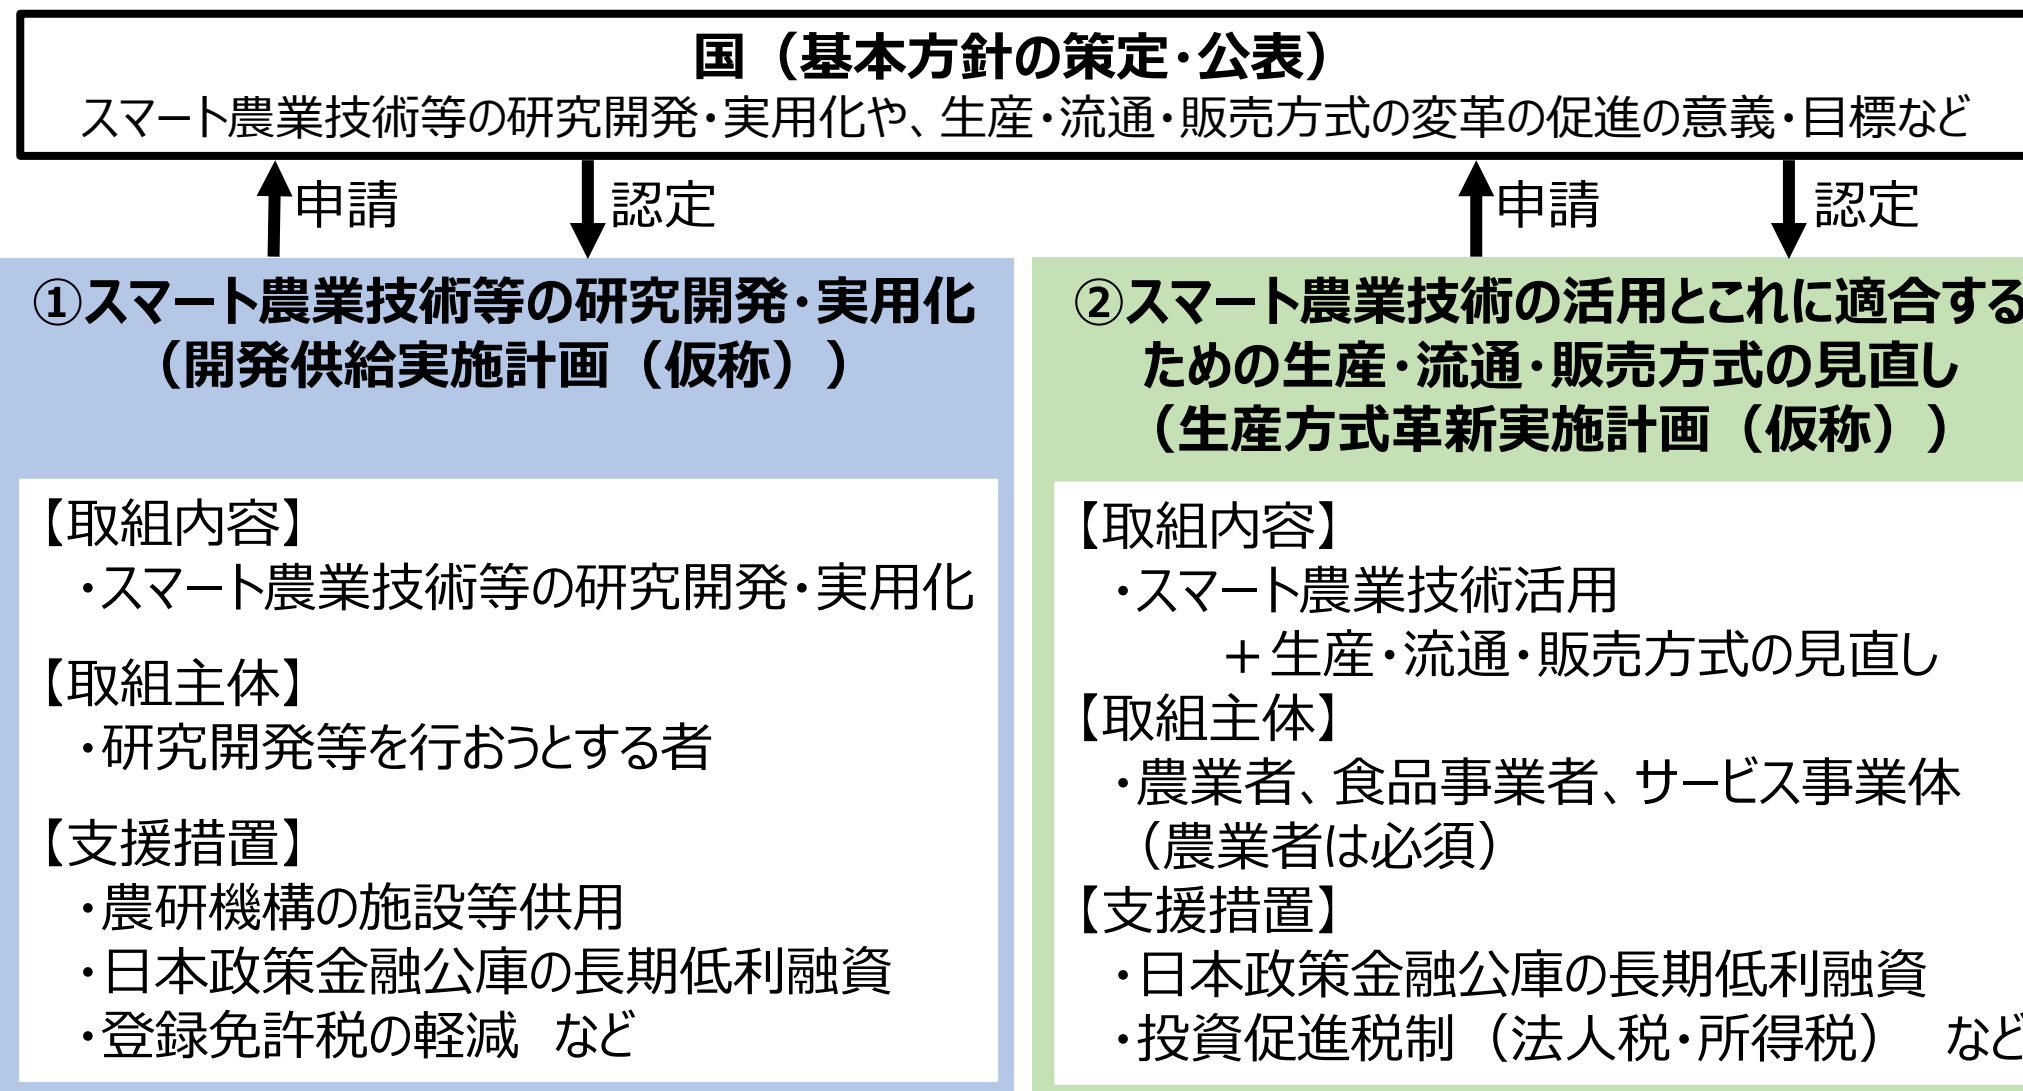 国（基本方針の策定・公表）
スマート農業技術等の研究開発・実用化や、生産・流通・販売方式の変革の促進の意義・目標など
申請
認定
申請
認定
①スマート農業技術等の研究開発・実用化
（開発供給実施計画（仮称））
【取組内容】
・スマート農業技術等の研究開発・実用化
【取組主体】
・研究開発等を行おうとする者
【支援措置】
・農研機構の施設等供用
・日本政策金融公庫の長期低利融資
・登録免許税の軽減　など
②スマート農業技術の活用とこれに適合する
ための生産・流通・販売方式の見直し
（生産方式革新実施計画（仮称））
【取組内容】
・スマート農業技術活用
＋生産・流通・販売方式の見直し
【取組主体】
・農業者、食品事業者、サービス事業体
（農業者は必須）
【支援措置】
・日本政策金融公庫の長期低利融資
・投資促進税制（法人税・所得税）　など